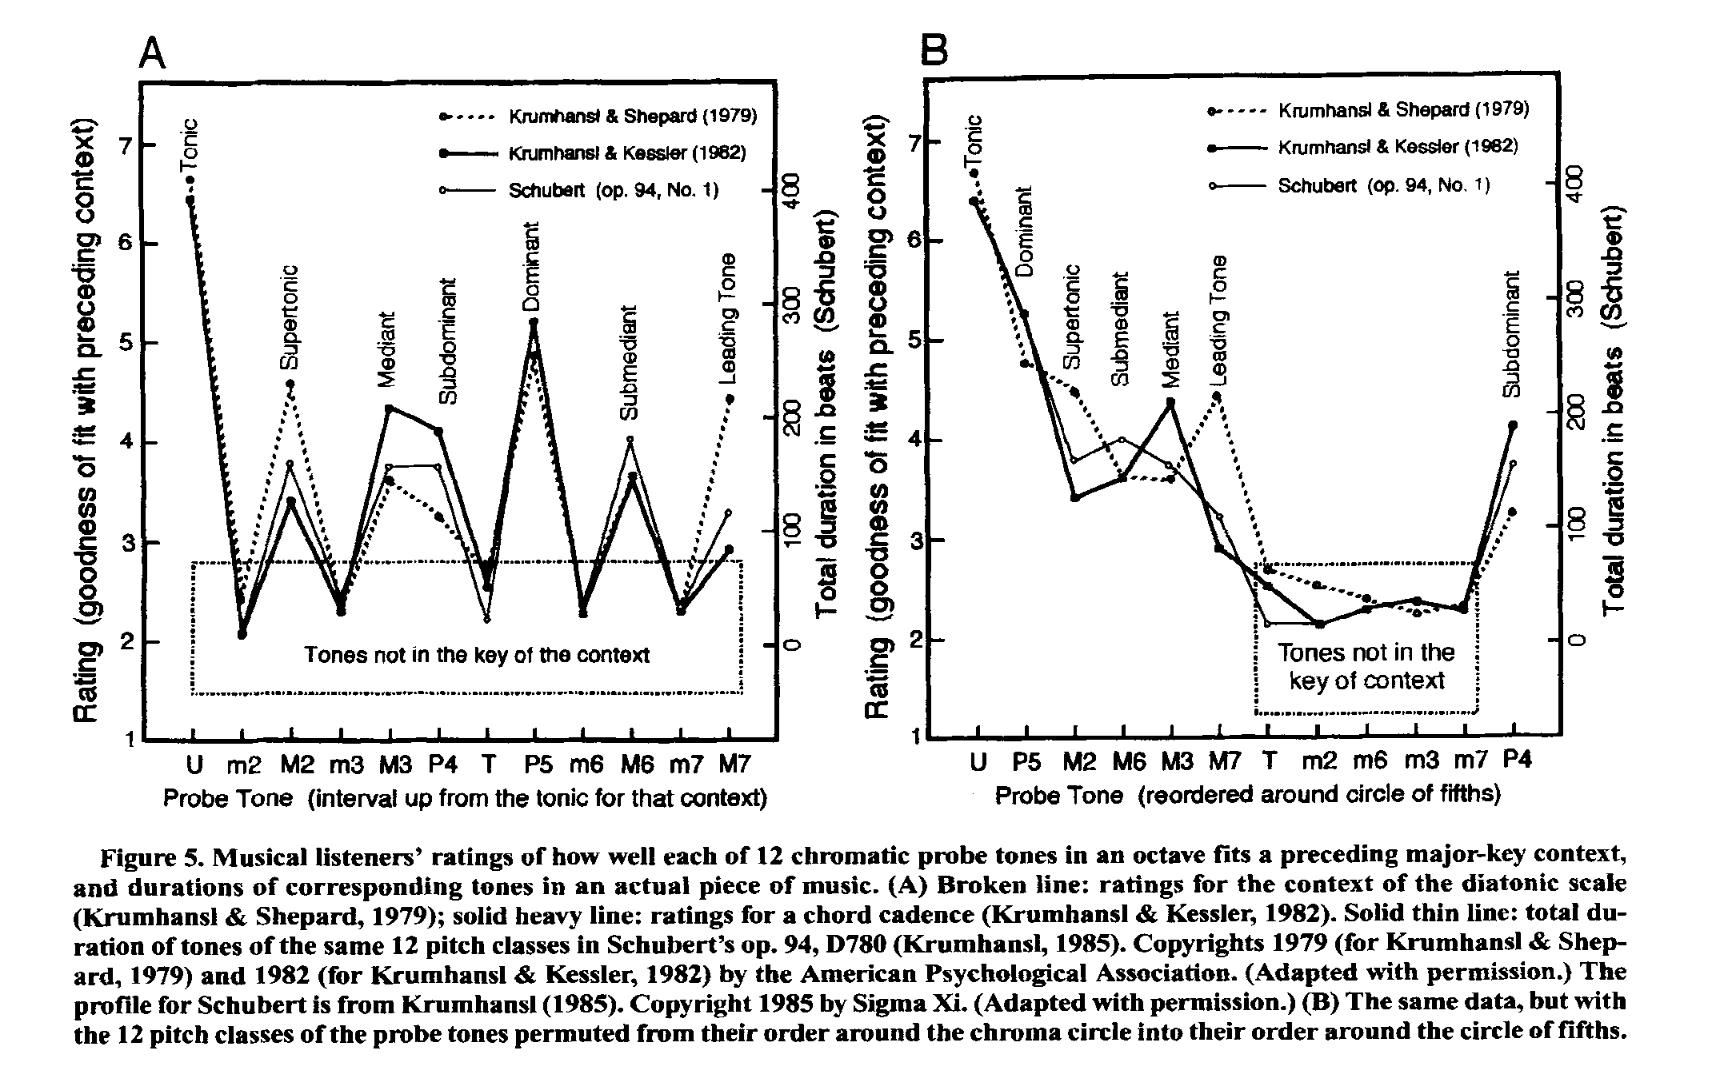 A
Rating (goodness of fit with preceding context)
7
6
5
4
3
2
1
Krumhansl & Shepard (1979)
Krumhansl & Kessler (1982)
Schubert (op. 94, No. 1)
Tonic
Supertonic
Mediant
Subdominant
Dominant
Submediant
Leading Tone
Tones not in the key of the context
400
300
200
100
0
Total duration in beats (Schubert)
U m2 M2 m3 M3 P4 T P5 m6 M6 m7 M7
Probe Tone (interval up from the tonic for that context)
B
Rating (goodness of fit with preceding context)
7
6
5
4
3
2
1
Krumhansl & Shepard (1979)
Krumhansl & Kessler (1982)
Schubert (op. 94, No. 1)
Tonic
Dominant
Supertonic
Submediant
Mediant
Leading Tone
Subdominant
Tones not in the
key of context
400
300
200
100
0
Total duration in beats (Schubert)
U P5 M2 M6 M3 M7 T m2 m6 m3 m7 P4
Probe Tone (reordered around circle of fifths)
Figure 5. Musical listeners’ ratings of how well each of 12 chromatic probe tones in an octave fits a preceding major-key context,
and durations of corresponding tones in an actual piece of music. (A) Broken line: ratings for the context of the diatonic scale
(Krumhansl & Shepard, 1979); solid heavy line: ratings for a chord cadence (Krumhansl & Kessler, 1982). Solid thin line: total du-
ration of tones of the same 12 pitch classes in Schubert’s op. 94, D780 (Krumhansl, 1985). Copyrights 1979 (for Krumhansl & Shep-
ard, 1979) and 1982 (for Krumhansl & Kessler, 1982) by the American Psychological Association. (Adapted with permission.) The
profile for Schubert is from Krumhansl (1985). Copyright 1985 by Sigma Xi. (Adapted with permission.) (B) The same data, but with
the 12 pitch classes of the probe tones permuted from their order around the chroma circle into their order around the circle of fifths.